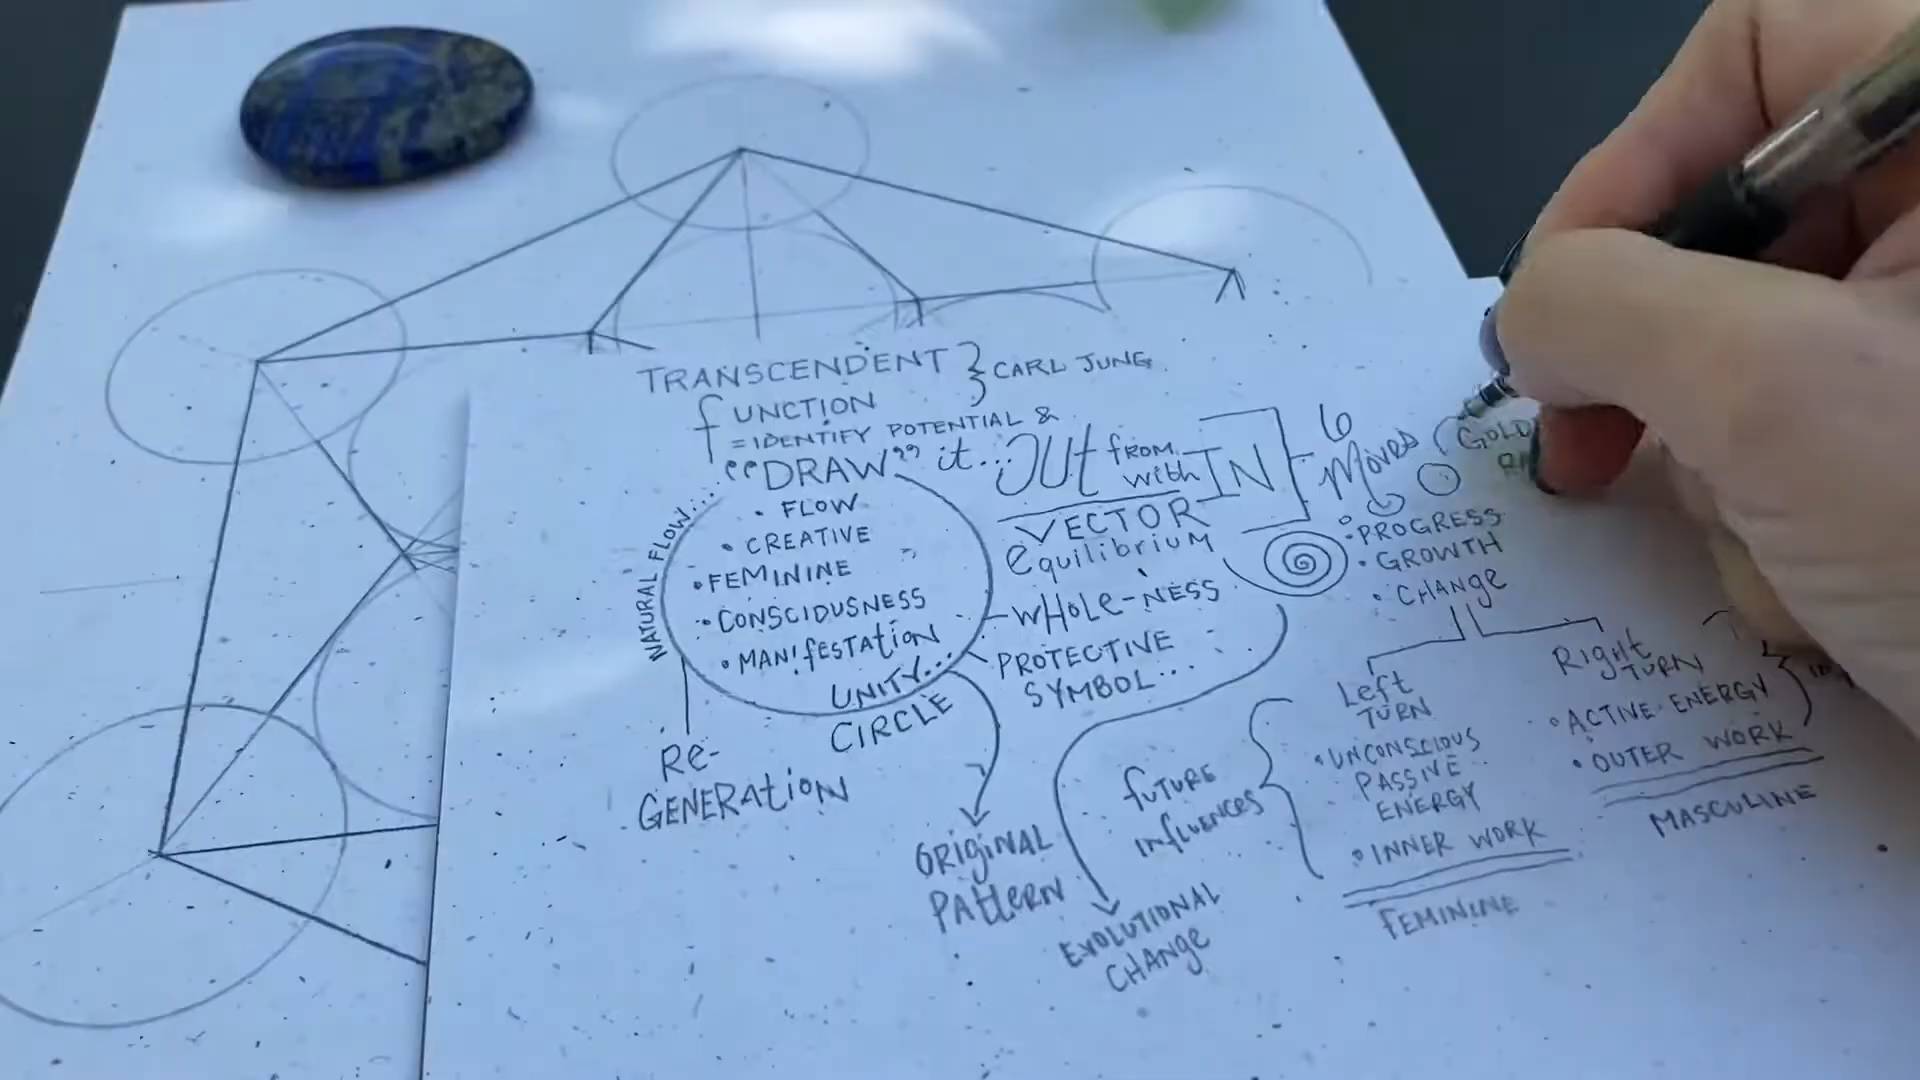 TRANSCENDENT } CARL JUNG
fUNCTION
= IDENTIFY POTENTIAL &
"DRAW" it... OUt from with IN
6 Moves
GOLD
NATURAL FLOW...
• FLOW
• CREATIVE
• FEMININE
• CONSCIOUSNESS
• MANifEStAtiON
UNITY...
CIRCLE
VECTOR
equilibrium
WHOLE-NESS
PROTECTIVE
SYMBOL...
• PROGRESS
• GROWTH
• CHANGE
Re-
GENERAtiON
ORiGiNAL
PAttERN
EVOLUTIONAL
CHANGE
fUTURE
iNfLUENCES
Left
TURN
• UNCONSCIOUS
PASSIVE
ENERGY
• INNER WORK
FEMININE
Right
TURN
• ACTIVE ENERGY
• OUTER WORK
MASCULINE